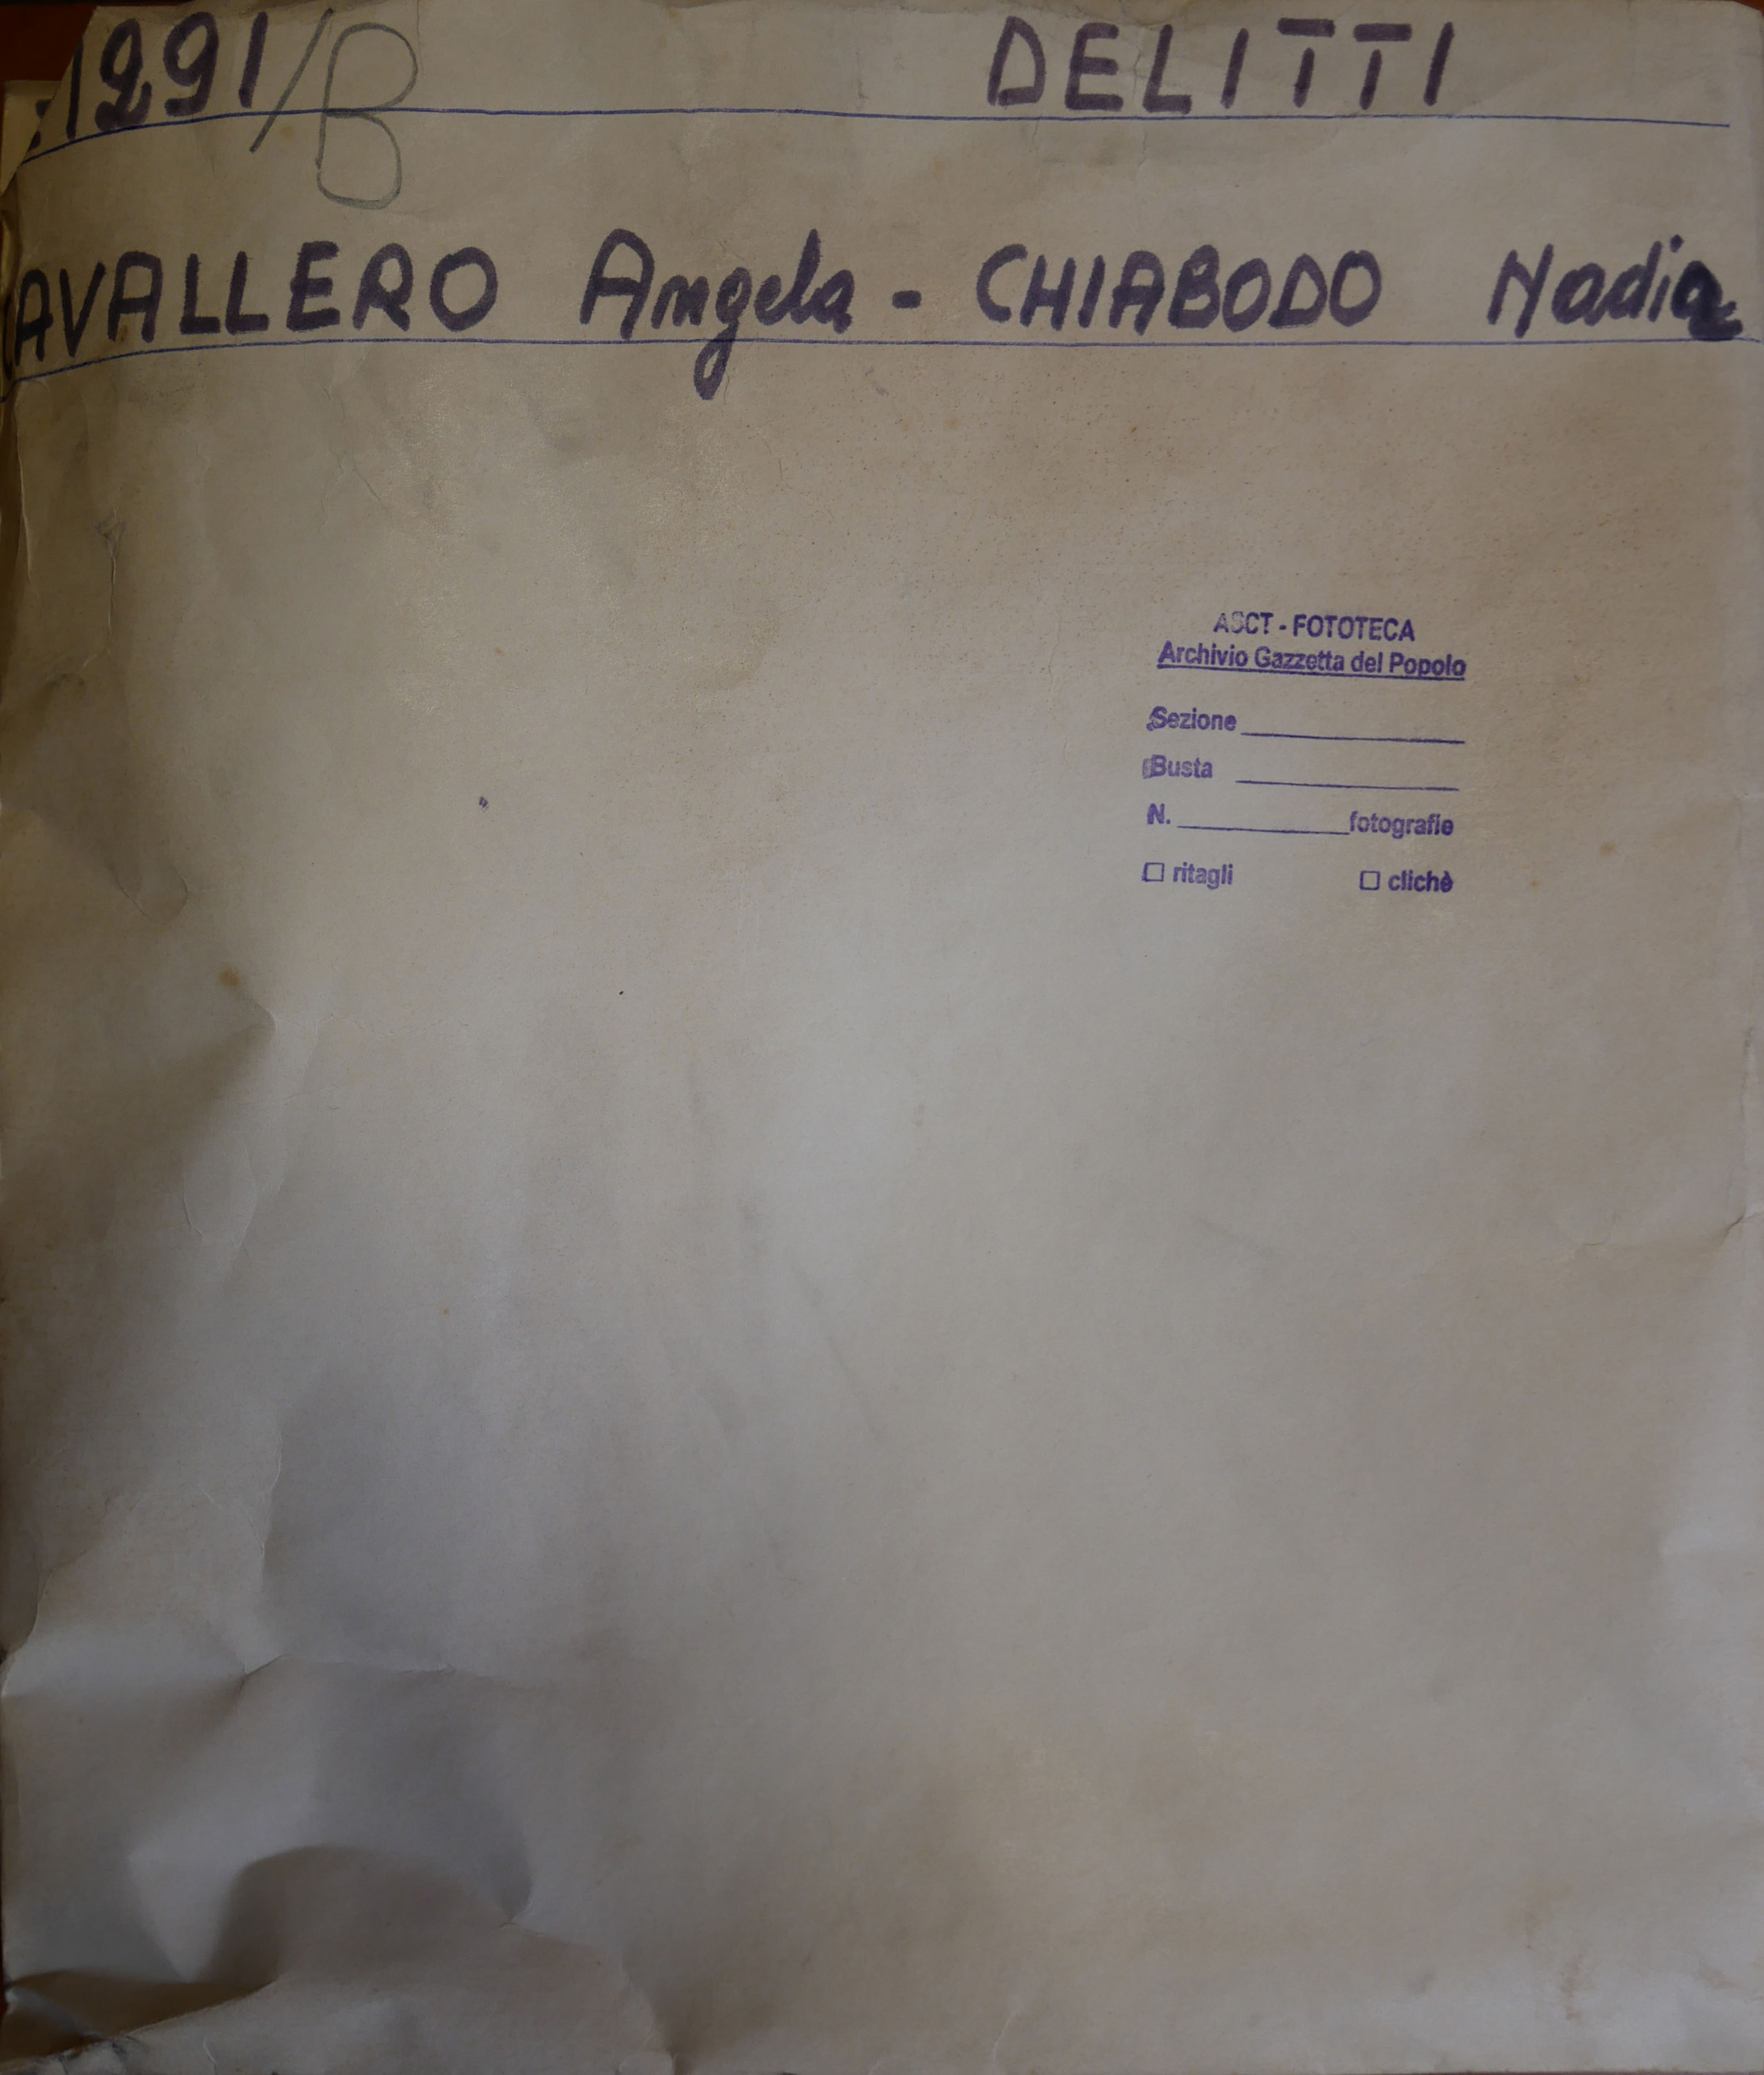 1291/B DELITTI
AVALLERO Angela - CHIABODO Nadia
ASCT - FOTOTECA
Archivio Gazzetta del Popolo
Sezione
Busta
N. fotografie
☐ ritagli ☐ clichè